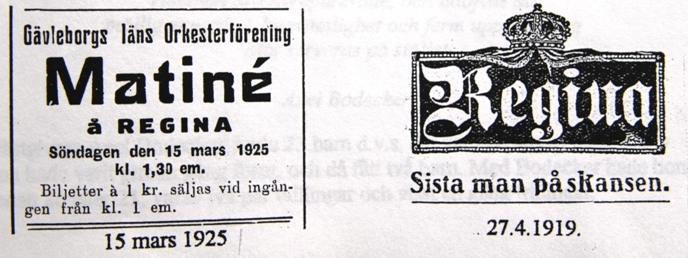 Gävleborgs läns Orkesterförening
Matiné
å REGINA
Söndagen den 15 mars 1925
kl. 1,30 em.
Biljetter à 1 kr. säljas vid ingån-
gen från kl. 1 em.
15 mars 1925
Regina
Sista man på skansen.
27.4.1919.